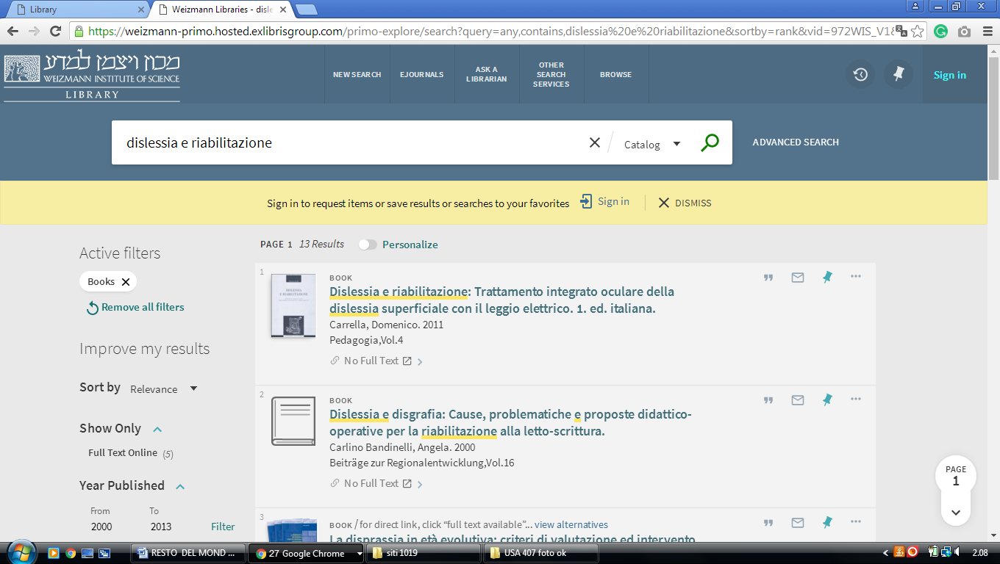 Library
Weizmann Libraries - disle
https://weizmann-primo.hosted.exlibrisgroup.com/primo-explore/search?query=any,contains,dislessia%20e%20riabilitazione&sortby=rank&vid=972WIS_V1&
מכון ויצמן למדע
WEIZMANN INSTITUTE OF SCIENCE
LIBRARY
NEW SEARCH
EJOURNALS
ASK A
LIBRARIAN
OTHER
SEARCH
SERVICES
BROWSE
Sign in
dislessia e riabilitazione
Catalog
ADVANCED SEARCH
Sign in to request items or save results or searches to your favorites
Sign in
DISMISS
Active filters
Books
Remove all filters
Improve my results
Sort by Relevance
Show Only
Full Text Online (5)
Year Published
From To
2000 2013 Filter
PAGE 1 13 Results Personalize
1
BOOK
Dislessia e riabilitazione: Trattamento integrato oculare della
dislessia superficiale con il leggio elettrico. 1. ed. italiana.
Carrella, Domenico. 2011
Pedagogia,Vol.4
No Full Text
2
BOOK
Dislessia e disgrafia: Cause, problematiche e proposte didattico-
operative per la riabilitazione alla letto-scrittura.
Carlino Bandinelli, Angela. 2000
Beiträge zur Regionalentwicklung,Vol.16
No Full Text
3
BOOK / for direct link, click “full text available”... view alternatives
La disprassia in età evolutiva: criteri di valutazione ed intervento
PAGE
1
RESTO DEL MOND ...
27 Google Chrome
siti 1019
USA 407 foto ok
2.08